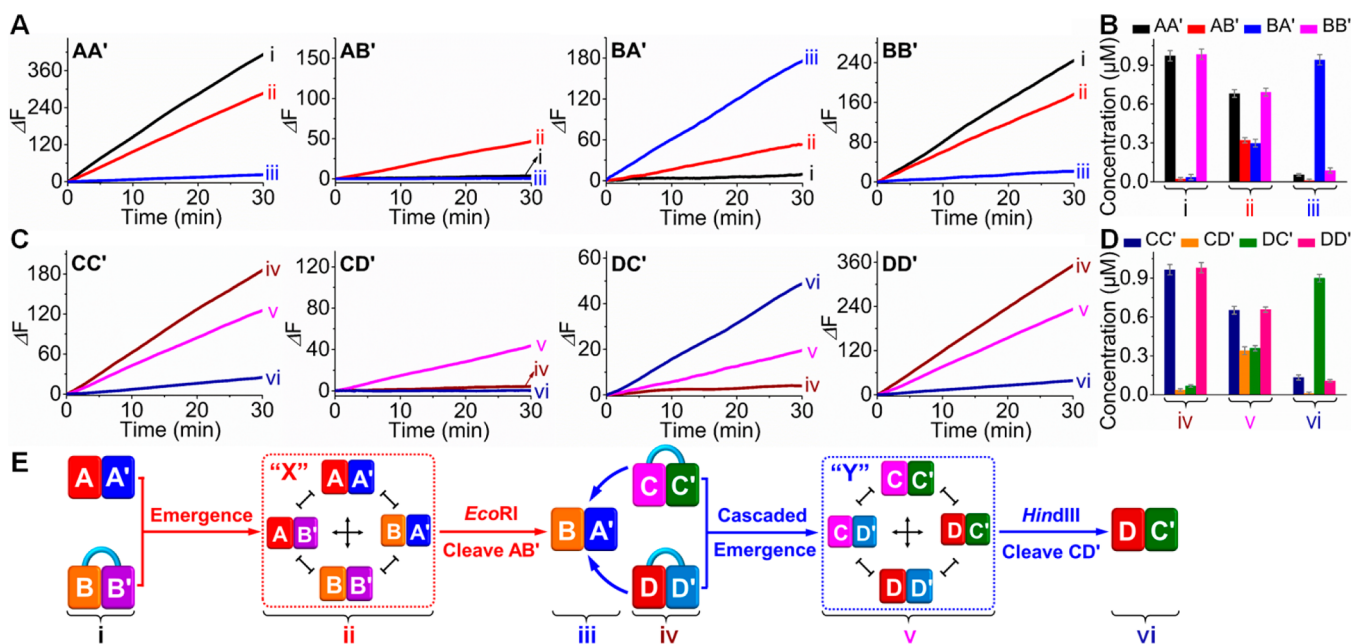 A
AA'
ΔF
360
240
120
0
0 10 20 30
Time (min)
i
ii
iii
AB'
ΔF
150
125
100
75
50
25
0
0 10 20 30
Time (min)
ii
i
iii
BA'
ΔF
180
120
60
0
0 10 20 30
Time (min)
iii
ii
i
BB'
ΔF
240
160
80
0
0 10 20 30
Time (min)
i
ii
iii
B
AA' AB' BA' BB'
Concentration (μM)
0.9
0.6
0.3
0.0
i ii iii
C
CC'
ΔF
180
120
60
0
0 10 20 30
Time (min)
iv
v
vi
CD'
ΔF
120
80
40
0
0 10 20 30
Time (min)
v
iv
vi
DC'
ΔF
60
40
20
0
0 10 20 30
Time (min)
vi
v
iv
DD'
ΔF
360
240
120
0
0 10 20 30
Time (min)
iv
v
vi
D
CC' CD' DC' DD'
Concentration (μM)
0.9
0.6
0.3
0.0
iv v vi
E
A A'
B B'
i
Emergence
"X"
A A'
A B'
B A'
B B'
ii
EcoRI
Cleave AB'
B A'
iii
C C'
D D'
iv
Cascaded
Emergence
"Y"
C C'
C D'
D C'
D D'
v
HindIII
Cleave CD'
D C'
vi